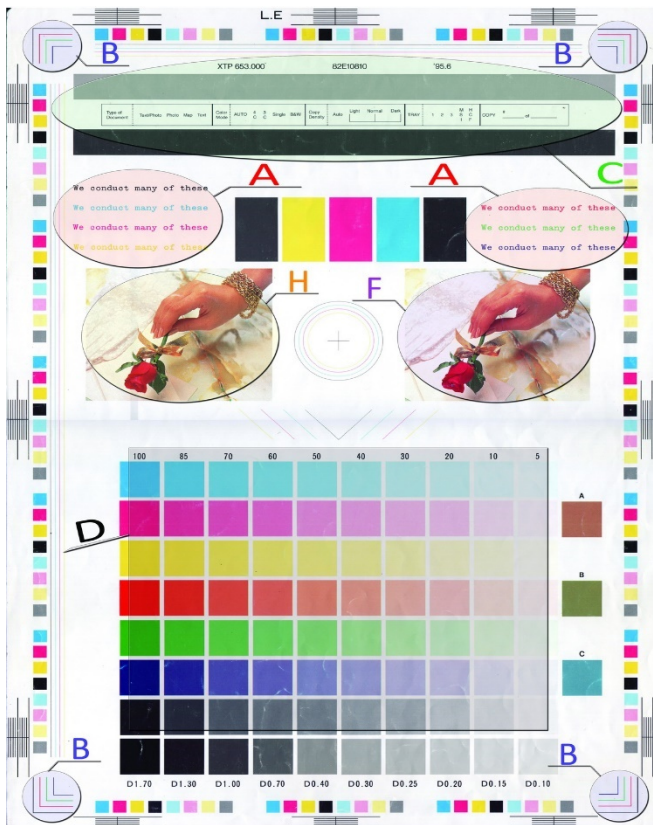 L.E
B B
XTP 653.000 82E10810 '95.6
Type of Document Text/Photo Photo Map Text Color Mode AUTO 4C 3C Single B&W Copy Density Auto Light Normal Dark 1 2 3 COPY of
A A C
We conduct many of these
We conduct many of these
We conduct many of these
We conduct many of these
We conduct many of these
We conduct many of these
We conduct many of these
H F
100 85 70 60 50 40 30 20 10 5
A
D
B
C
B B
D1.70 D1.30 D1.00 D0.70 D0.40 D0.30 D0.25 D0.20 D0.15 D0.10